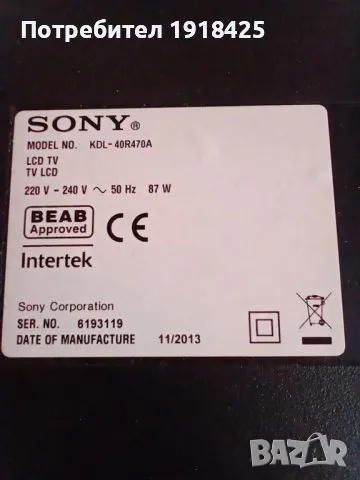 Потребител 1918425
SONY®
MODEL NO. KDL-40R470A
LCD TV
TV LCD
220 V - 240 V ~ 50 Hz 87 W
BEAB
Approved
CE
Intertek
Sony Corporation
SER. NO. 6193119
DATE OF MANUFACTURE 11/2013
BAZAR